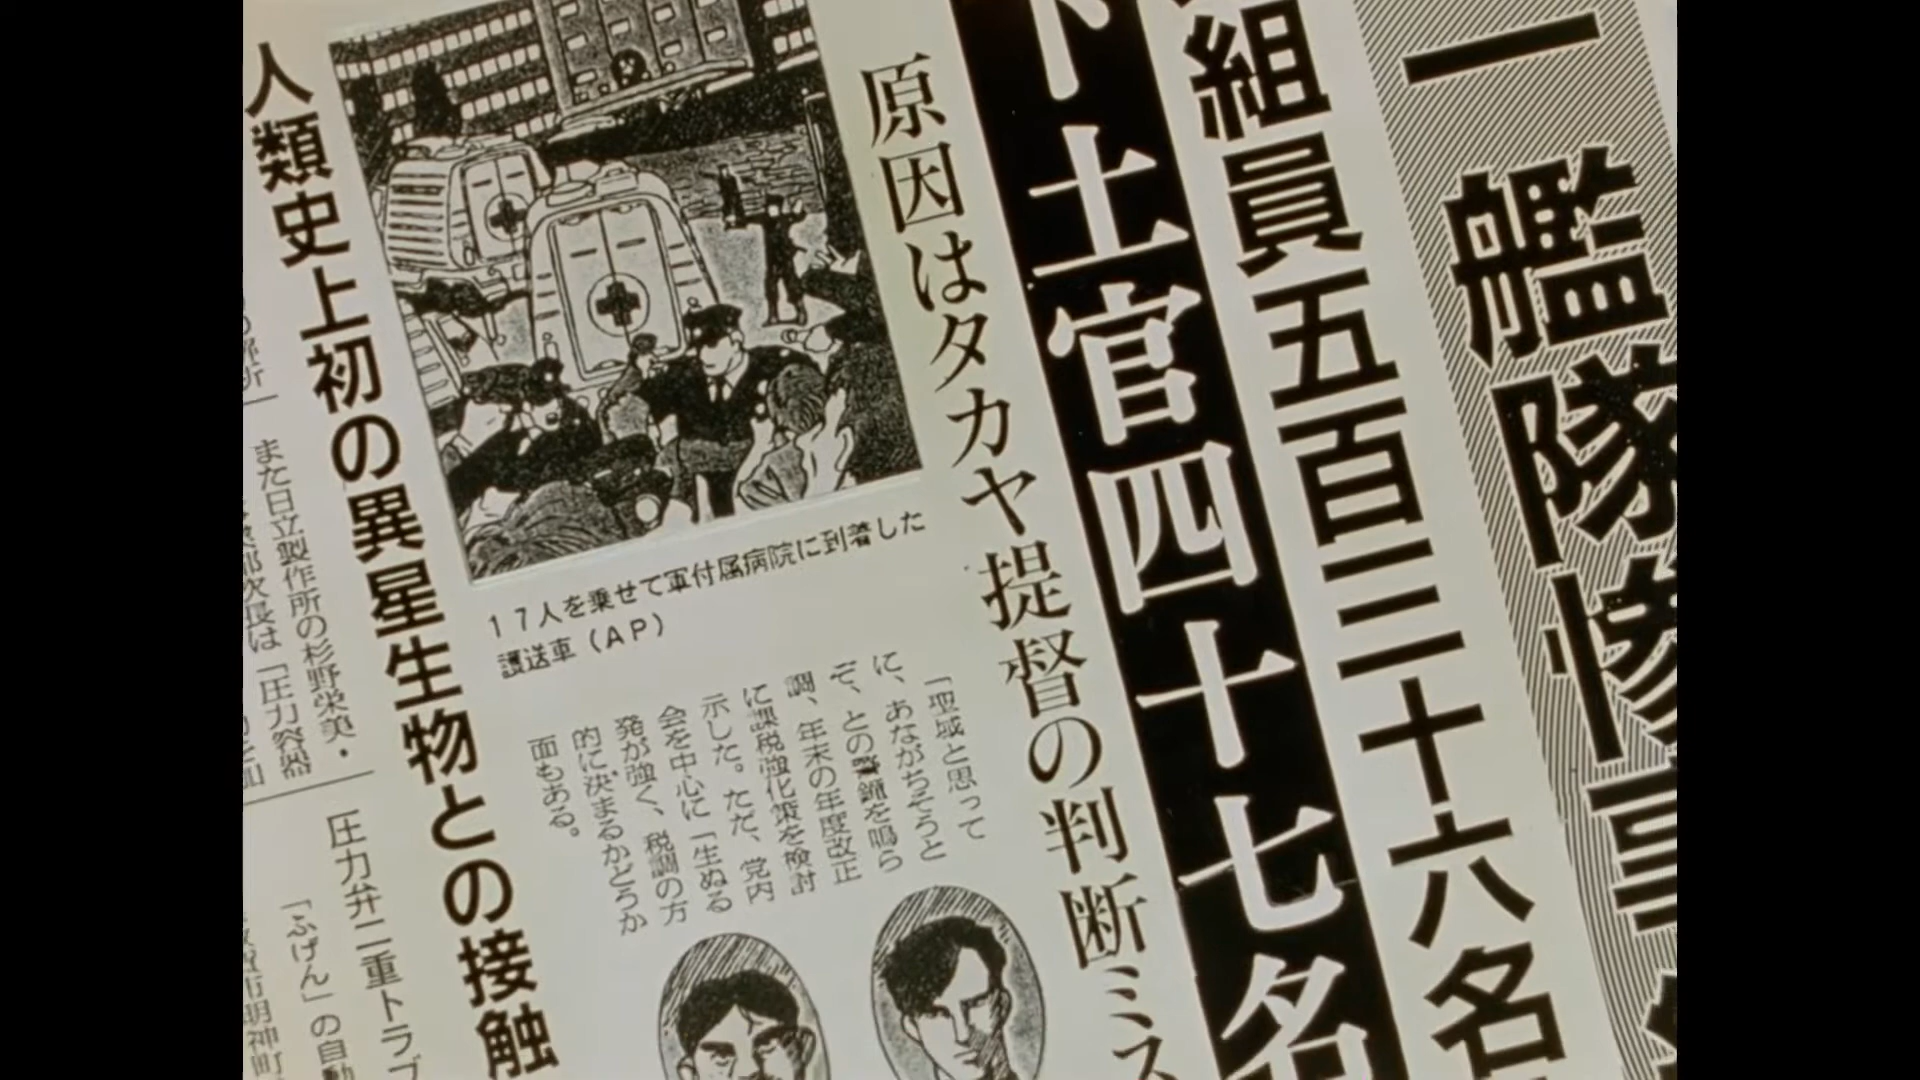 一艦隊惨事
組員五百三十六名
ト士官四十七名
原因はタカヤ提督の判断ミス
17人を乗せて軍付属病院に到着した
護送車(AP)
「聖域と思って
に、あながちそうと
ぞ、との警鐘を鳴ら
調、年末の年度改正
に課税強化策を検討
示した。ただ、党内
会を中心に「生ぬる
発が強く、税調の方
的に決まるかどうか
面もある。
人類史上初の異星生物との接触
また日立製作所の杉野栄美・
部次長は「圧力容器
圧力弁二重トラブ
「ふげん」の自動
市明神町